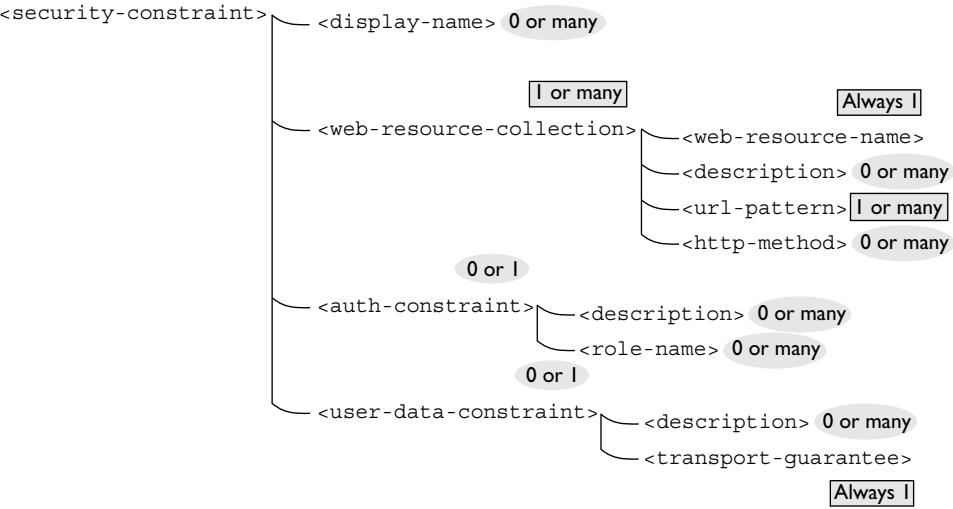 <security-constraint>
<display-name> 0 or many
1 or many
Always 1
<web-resource-collection>
<web-resource-name>
<description> 0 or many
<url-pattern> 1 or many
<http-method> 0 or many
0 or 1
<auth-constraint>
<description> 0 or many
<role-name> 0 or many
0 or 1
<user-data-constraint>
<description> 0 or many
<transport-guarantee>
Always 1